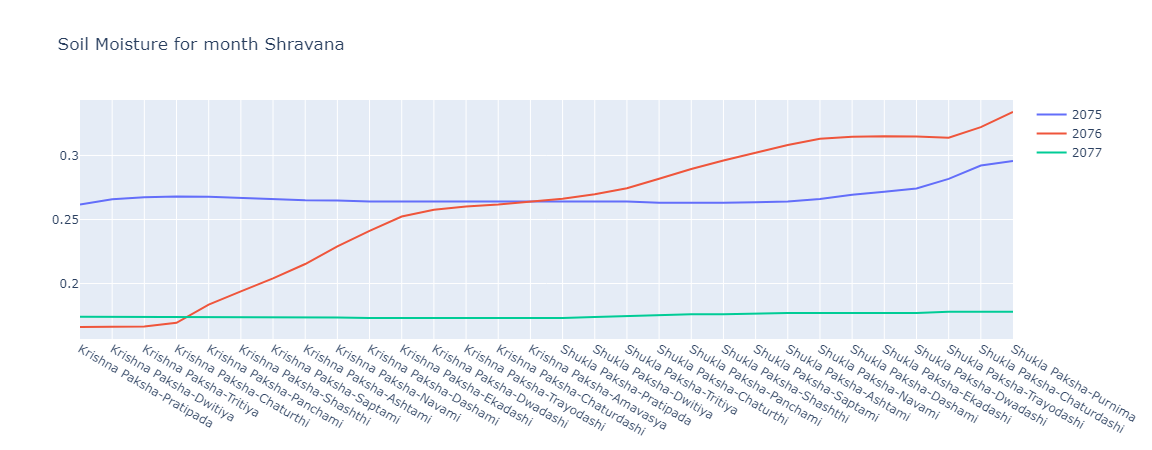 Soil Moisture for month Shravana
2075
2076
2077
0.3
0.25
0.2
Krishna Paksha-Pratipada
Krishna Paksha-Dwitiya
Krishna Paksha-Tritiya
Krishna Paksha-Chaturthi
Krishna Paksha-Panchami
Krishna Paksha-Shashthi
Krishna Paksha-Saptami
Krishna Paksha-Ashtami
Krishna Paksha-Navami
Krishna Paksha-Dashami
Krishna Paksha-Ekadashi
Krishna Paksha-Dwadashi
Krishna Paksha-Trayodashi
Krishna Paksha-Chaturdashi
Krishna Paksha-Amavasya
Shukla Paksha-Pratipada
Shukla Paksha-Dwitiya
Shukla Paksha-Tritiya
Shukla Paksha-Chaturthi
Shukla Paksha-Panchami
Shukla Paksha-Shashthi
Shukla Paksha-Saptami
Shukla Paksha-Ashtami
Shukla Paksha-Navami
Shukla Paksha-Dashami
Shukla Paksha-Ekadashi
Shukla Paksha-Dwadashi
Shukla Paksha-Trayodashi
Shukla Paksha-Chaturdashi
Shukla Paksha-Purnima